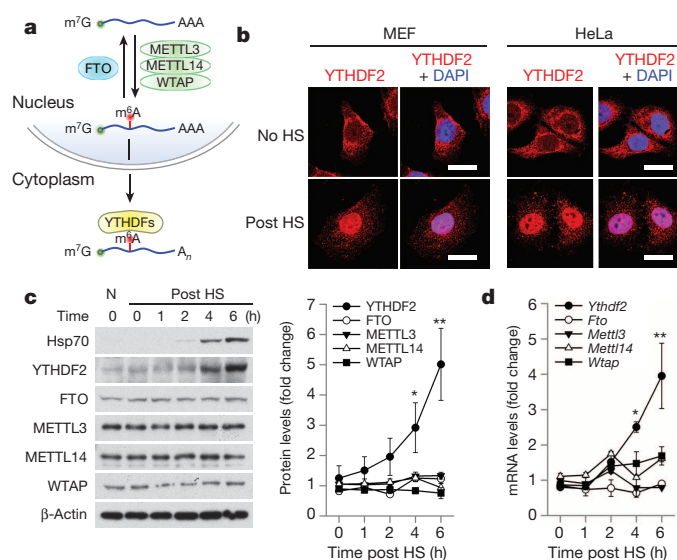 a
m⁷G AAA
FTO
METTL3
METTL14
WTAP
Nucleus
m⁶A
m⁷G AAA
Cytoplasm
YTHDFs
m⁶A
m⁷G Aₙ
b
MEF HeLa
YTHDF2 YTHDF2 + DAPI YTHDF2 YTHDF2 + DAPI
No HS
Post HS
c
N Post HS
Time 0 0 1 2 4 6 (h)
Hsp70
YTHDF2
FTO
METTL3
METTL14
WTAP
β-Actin
Protein levels (fold change)
7
6
5
4
3
2
1
0
YTHDF2
FTO
METTL3
METTL14
WTAP
*
**
0 1 2 4 6
Time post HS (h)
d
mRNA levels (fold change)
6
5
4
3
2
1
0
Ythdf2
Fto
Mettl3
Mettl14
Wtap
*
**
0 1 2 4 6
Time post HS (h)